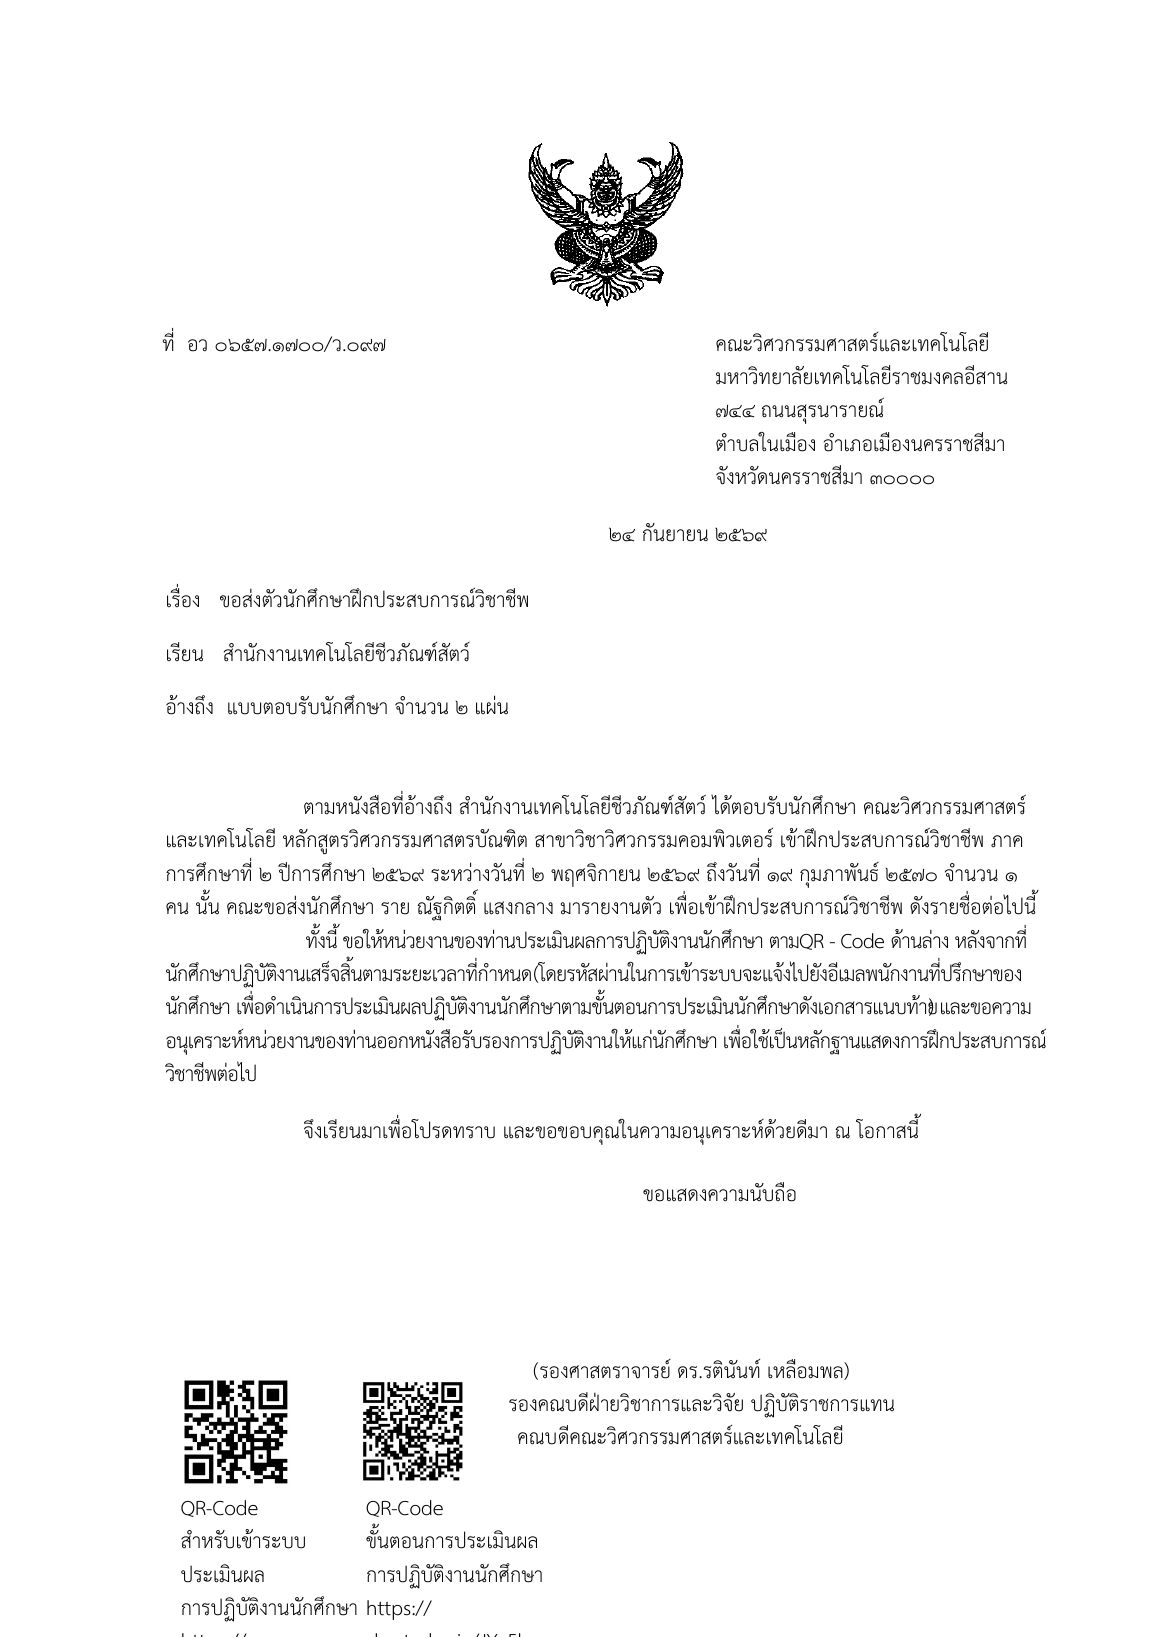 ที่ อว ๐๖๕๗.๑๗๐๐/ว.๐๙๗
คณะวิศวกรรมศาสตร์และเทคโนโลยี
มหาวิทยาลัยเทคโนโลยีราชมงคลอีสาน
๗๔๔ ถนนสุรนารายณ์
ตำบลในเมือง อำเภอเมืองนครราชสีมา
จังหวัดนครราชสีมา ๓๐๐๐๐
๒๔ กันยายน ๒๕๖๙
เรื่อง ขอส่งตัวนักศึกษาฝึกประสบการณ์วิชาชีพ
เรียน สำนักงานเทคโนโลยีชีวภัณฑ์สัตว์
อ้างถึง แบบตอบรับนักศึกษา จำนวน ๒ แผ่น
ตามหนังสือที่อ้างถึง สำนักงานเทคโนโลยีชีวภัณฑ์สัตว์ ได้ตอบรับนักศึกษา คณะวิศวกรรมศาสตร์
และเทคโนโลยี หลักสูตรวิศวกรรมศาสตรบัณฑิต สาขาวิชาวิศวกรรมคอมพิวเตอร์ เข้าฝึกประสบการณ์วิชาชีพ ภาค
การศึกษาที่ ๒ ปีการศึกษา ๒๕๖๙ ระหว่างวันที่ ๒ พฤศจิกายน ๒๕๖๙ ถึงวันที่ ๑๙ กุมภาพันธ์ ๒๕๗๐ จำนวน ๑
คน นั้น คณะขอส่งนักศึกษา ราย ณัฐกิตติ์ แสงกลาง มารายงานตัว เพื่อเข้าฝึกประสบการณ์วิชาชีพ ดังรายชื่อต่อไปนี้
ทั้งนี้ ขอให้หน่วยงานของท่านประเมินผลการปฏิบัติงานนักศึกษา ตามQR - Code ด้านล่าง หลังจากที่
นักศึกษาปฏิบัติงานเสร็จสิ้นตามระยะเวลาที่กำหนด(โดยรหัสผ่านในการเข้าระบบจะแจ้งไปยังอีเมลพนักงานที่ปรึกษาของ
นักศึกษา เพื่อดำเนินการประเมินผลปฏิบัติงานนักศึกษาตามขั้นตอนการประเมินนักศึกษาดังเอกสารแนบท้าย) และขอความ
อนุเคราะห์หน่วยงานของท่านออกหนังสือรับรองการปฏิบัติงานให้แก่นักศึกษา เพื่อใช้เป็นหลักฐานแสดงการฝึกประสบการณ์
วิชาชีพต่อไป
จึงเรียนมาเพื่อโปรดทราบ และขอขอบคุณในความอนุเคราะห์ด้วยดีมา ณ โอกาสนี้
ขอแสดงความนับถือ
(รองศาสตราจารย์ ดร.รตินันท์ เหลือมพล)
รองคณบดีฝ่ายวิชาการและวิจัย ปฏิบัติราชการแทน
คณบดีคณะวิศวกรรมศาสตร์และเทคโนโลยี
QR-Code
สำหรับเข้าระบบ
ประเมินผล
การปฏิบัติงานนักศึกษา
QR-Code
ขั้นตอนการประเมินผล
การปฏิบัติงานนักศึกษา
https://